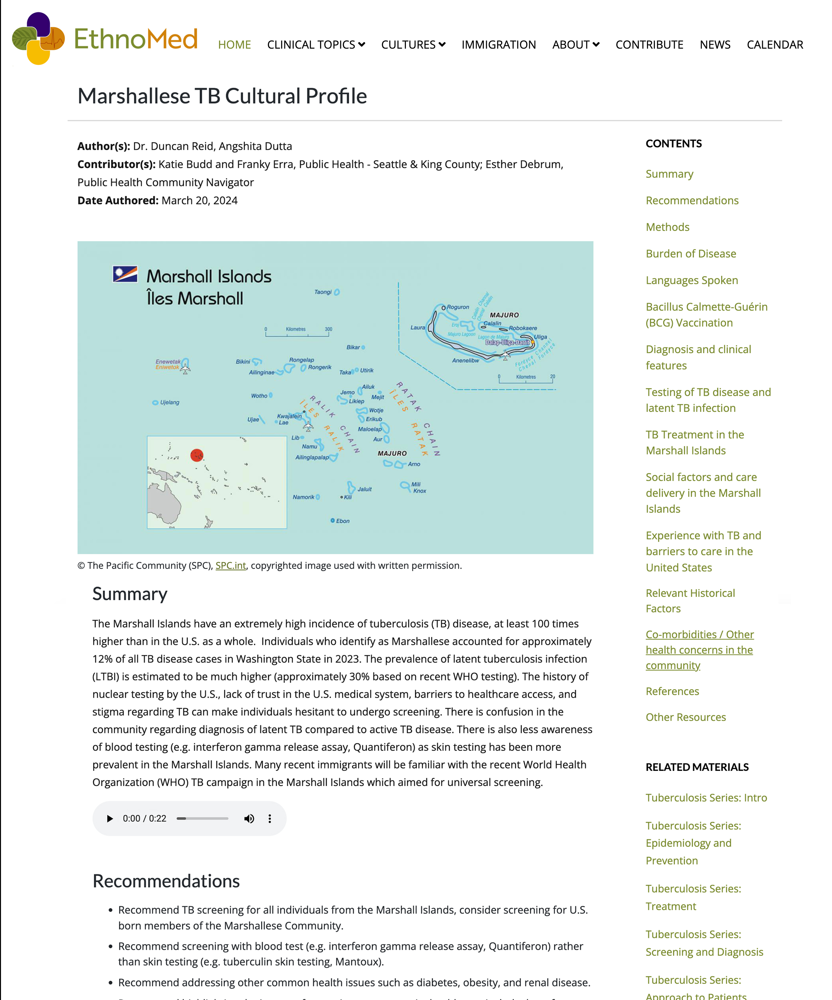 EthnoMed
HOME CLINICAL TOPICS CULTURES IMMIGRATION ABOUT CONTRIBUTE NEWS CALENDAR
Marshallese TB Cultural Profile
Author(s): Dr. Duncan Reid, Angshita Dutta
Contributor(s): Katie Budd and Franky Erra, Public Health - Seattle & King County; Esther Debrum,
Public Health Community Navigator
Date Authored: March 20, 2024
Marshall Islands
Îles Marshall
Taongi
0 Kilometres 300
Bikar
Enewetak
Eniwetok
Bikini
Ailinginae
Rongelap
Rongerik
Taka
Utirik
Wotho
Ujelang
Jemo
Ailuk
Likiep
Mejit
Wotje
Erikub
Maloelap
Aur
Ujae
Kwajalein
Lae
Lib
Namu
Ailinglapalap
RALIK CHAIN
ÎLES RALIK
RATAK CHAIN
ÎLES RATAK
MAJURO
Arno
Mili
Knox
Jaluit
Namorik
Kili
Ebon
Roguron
Calalin Channal
Chenal Calalin
MAJURO
Laura
Eroj
Calalin
Robokaere
Majuro Lagoon
Lagon de Majuro
Uliga
Dalap-Uliga-Darrit
Anenelibw
Fordyce Channel
Chenal Fordyce
0 Kilometres 20
© The Pacific Community (SPC), SPC.int, copyrighted image used with written permission.
Summary
The Marshall Islands have an extremely high incidence of tuberculosis (TB) disease, at least 100 times
higher than in the U.S. as a whole.  Individuals who identify as Marshallese accounted for approximately
12% of all TB disease cases in Washington State in 2023. The prevalence of latent tuberculosis infection
(LTBI) is estimated to be much higher (approximately 30% based on recent WHO testing). The history of
nuclear testing by the U.S., lack of trust in the U.S. medical system, barriers to healthcare access, and
stigma regarding TB can make individuals hesitant to undergo screening. There is confusion in the
community regarding diagnosis of latent TB compared to active TB disease. There is also less awareness
of blood testing (e.g. interferon gamma release assay, Quantiferon) as skin testing has been more
prevalent in the Marshall Islands. Many recent immigrants will be familiar with the recent World Health
Organization (WHO) TB campaign in the Marshall Islands which aimed for universal screening.
0:00 / 0:22
Recommendations
• Recommend TB screening for all individuals from the Marshall Islands, consider screening for U.S.
born members of the Marshallese Community.
• Recommend screening with blood test (e.g. interferon gamma release assay, Quantiferon) rather
than skin testing (e.g. tuberculin skin testing, Mantoux).
• Recommend addressing other common health issues such as diabetes, obesity, and renal disease.
CONTENTS
Summary
Recommendations
Methods
Burden of Disease
Languages Spoken
Bacillus Calmette-Guérin
(BCG) Vaccination
Diagnosis and clinical
features
Testing of TB disease and
latent TB infection
TB Treatment in the
Marshall Islands
Social factors and care
delivery in the Marshall
Islands
Experience with TB and
barriers to care in the
United States
Relevant Historical
Factors
Co-morbidities / Other
health concerns in the
community
References
Other Resources
RELATED MATERIALS
Tuberculosis Series: Intro
Tuberculosis Series:
Epidemiology and
Prevention
Tuberculosis Series:
Treatment
Tuberculosis Series:
Screening and Diagnosis
Tuberculosis Series:
Approach to Patients